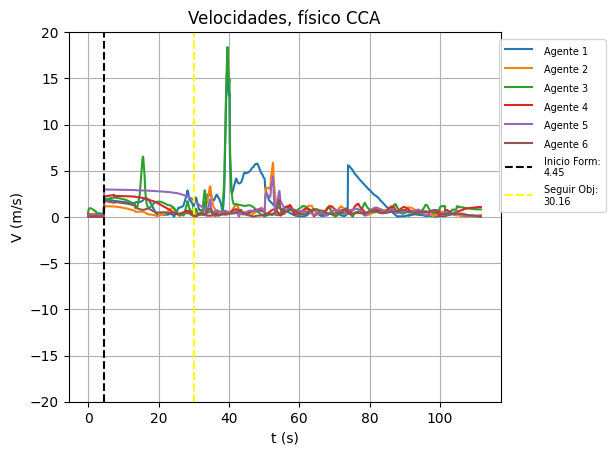 Velocidades, físico CCA
V (m/s)
20
15
10
5
0
−5
−10
−15
−20
0
20
40
60
80
100
t (s)
Agente 1
Agente 2
Agente 3
Agente 4
Agente 5
Agente 6
Inicio Form:
4.45
Seguir Obj:
30.16